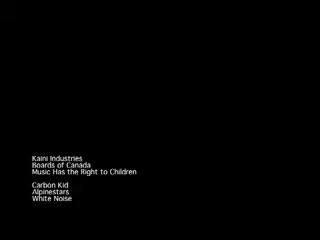 Kaini Industries
Boards of Canada
Music Has the Right to Children
Carbon Kid
Alpinestars
White Noise